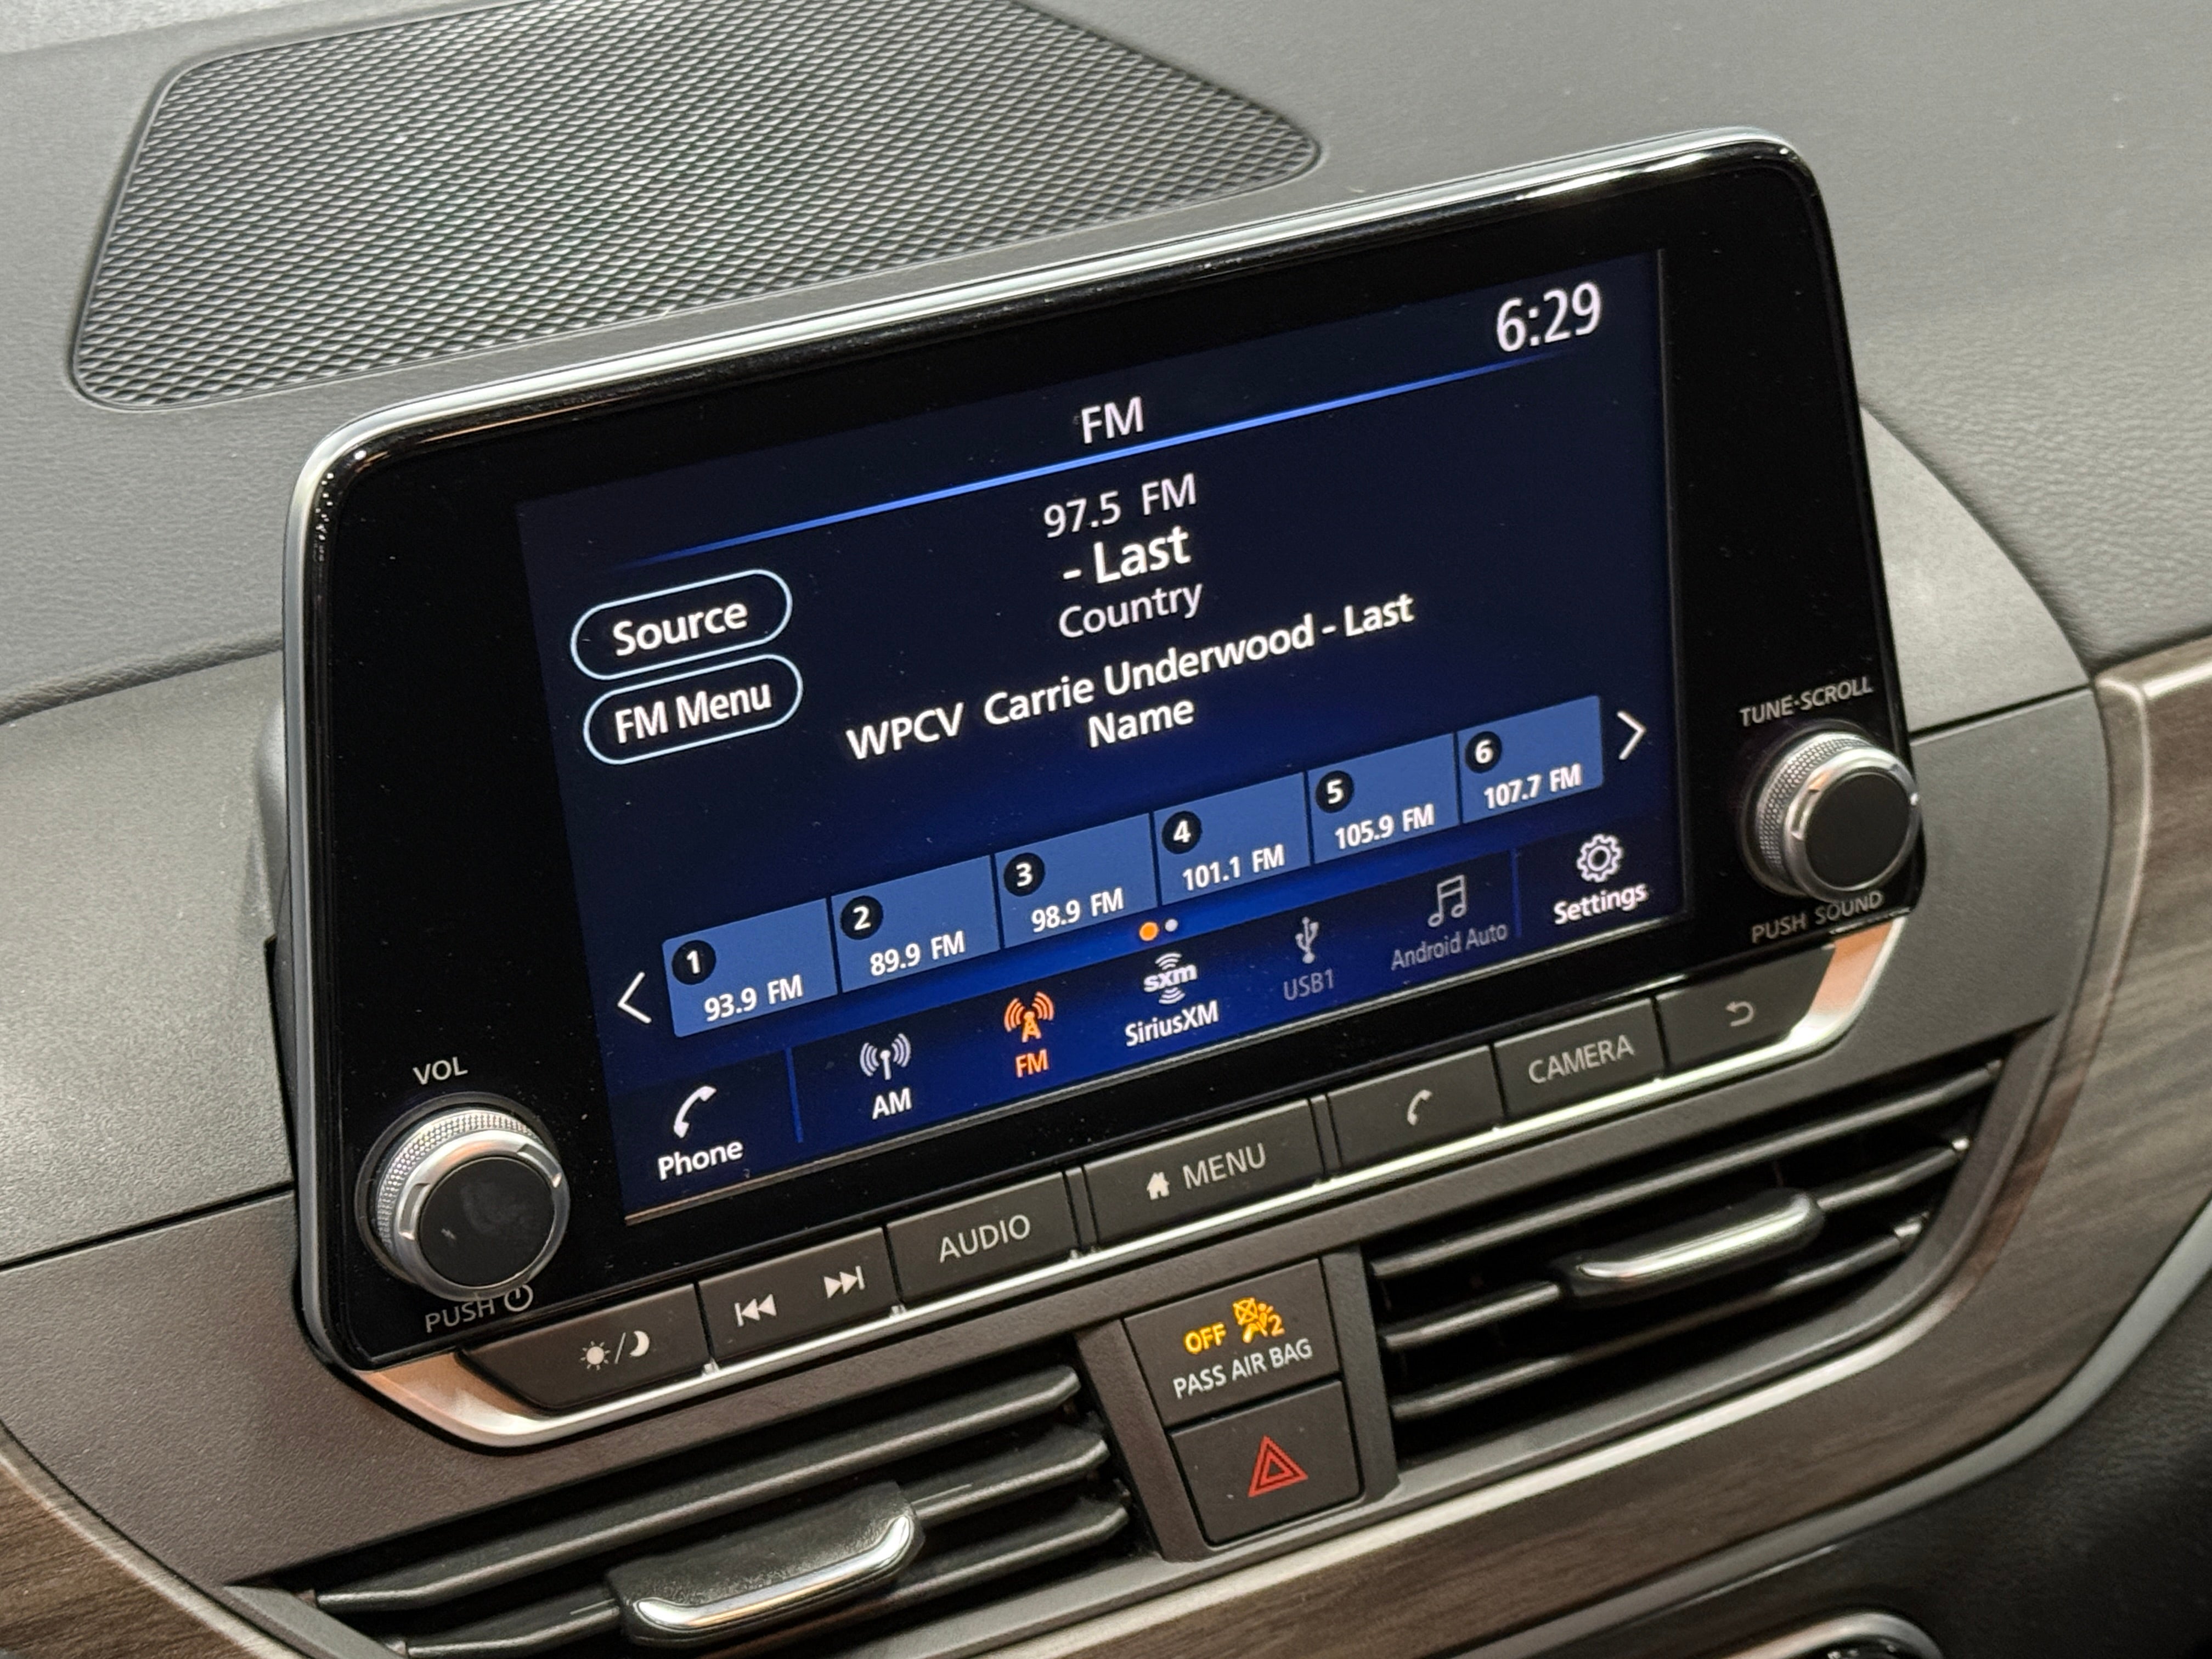 6:29
FM
97.5 FM
- Last
Country
WPCV Carrie Underwood - Last
Name
Source
FM Menu
1
93.9 FM
2
89.9 FM
3
98.9 FM
4
101.1 FM
5
105.9 FM
6
107.7 FM
Phone
AM
FM
sxm
SiriusXM
USB1
Android Auto
Settings
VOL
PUSH
TUNE·SCROLL
PUSH SOUND
AUDIO
MENU
CAMERA
OFF 2
PASS AIR BAG